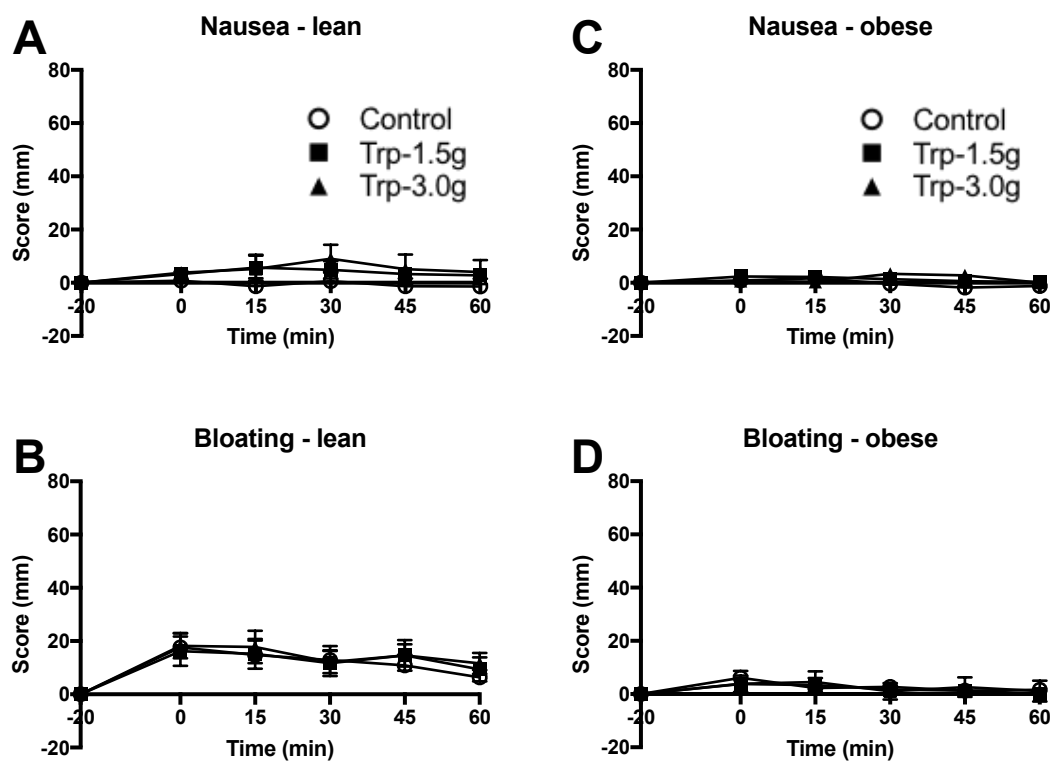 A
Nausea - lean
80
60
40
20
0
-20
Score (mm)
Control
Trp-1.5g
Trp-3.0g
-20 0 15 30 45 60
Time (min)
C
Nausea - obese
80
60
40
20
0
-20
Score (mm)
Control
Trp-1.5g
Trp-3.0g
-20 0 15 30 45 60
Time (min)
B
Bloating - lean
80
60
40
20
0
-20
Score (mm)
-20 0 15 30 45 60
Time (min)
D
Bloating - obese
80
60
40
20
0
-20
Score (mm)
-20 0 15 30 45 60
Time (min)